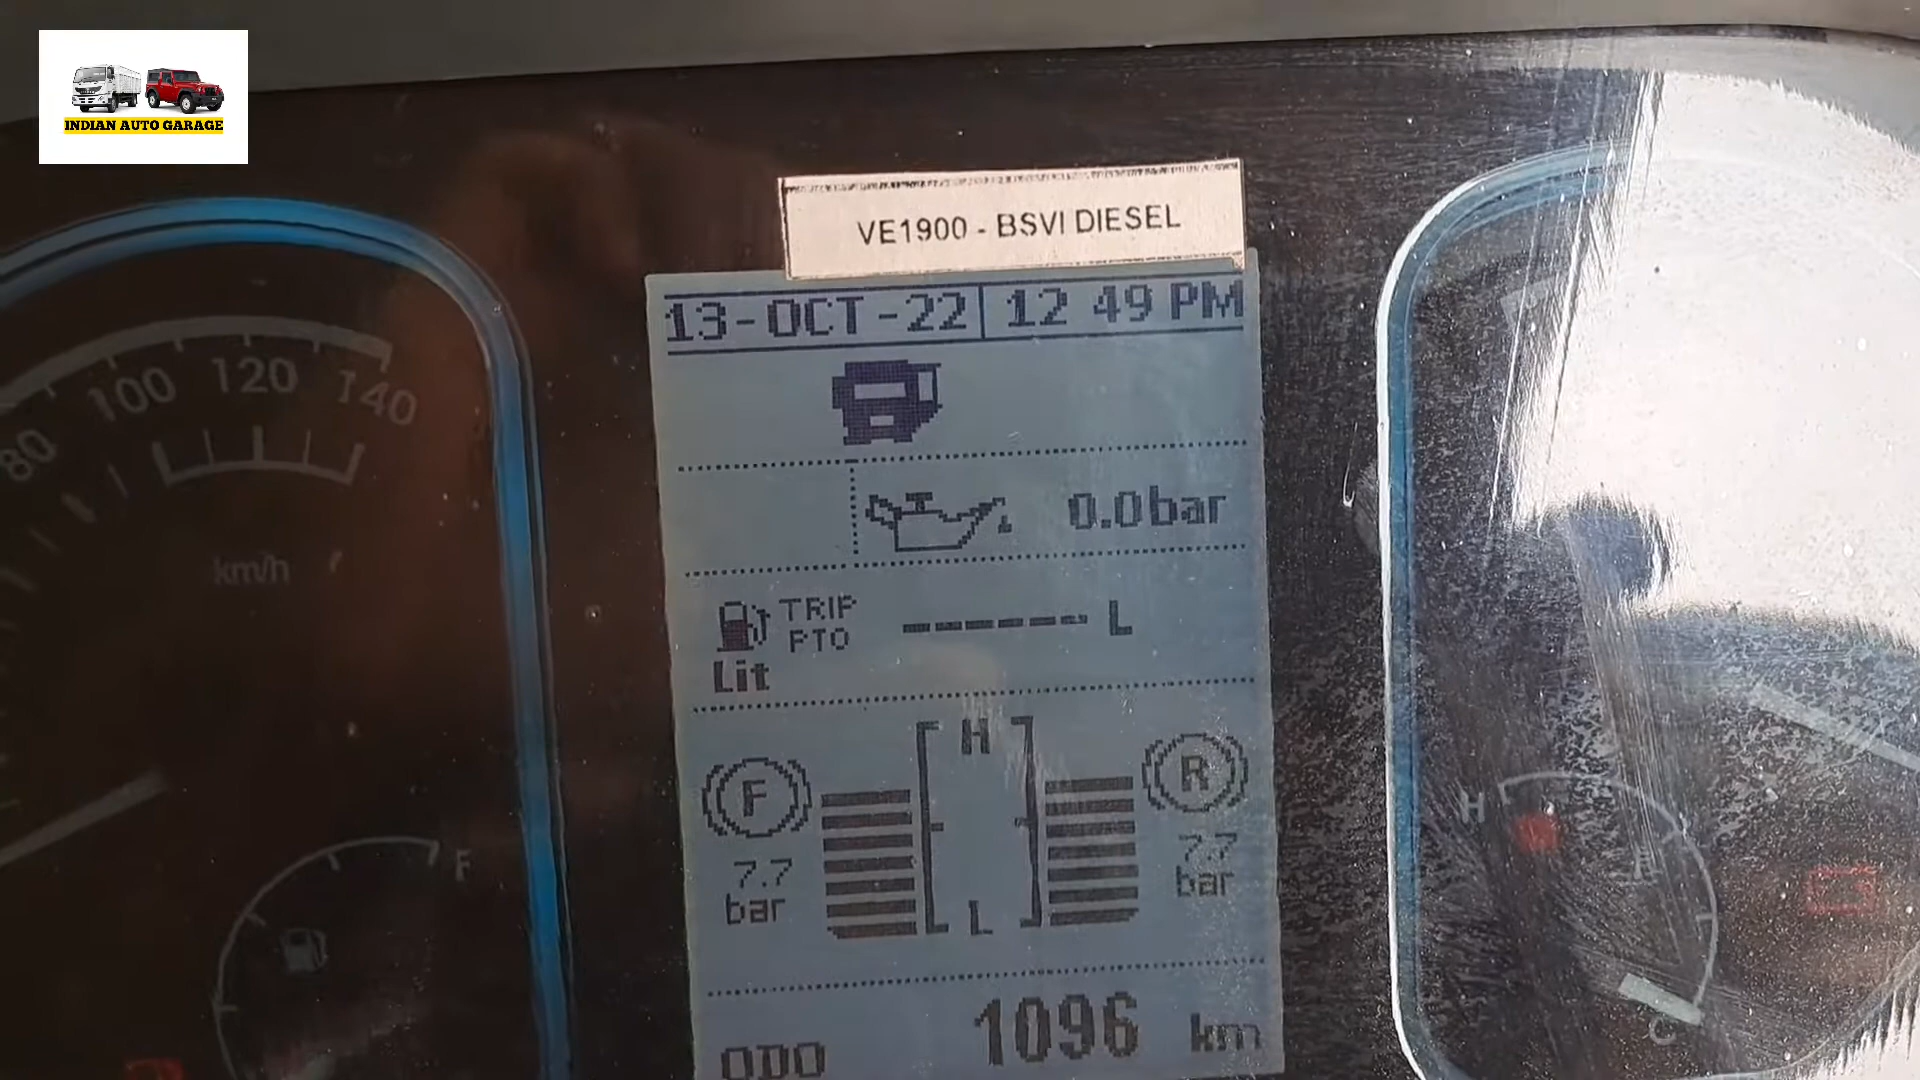 INDIAN AUTO GARAGE
VE1900 - BSVI DIESEL
13-OCT-22 12 49 PM
80 100 120 140
km/h
0.0bar
TRIP
PTO
------ L
Lit
H
F
R
7.7
bar
7.7
bar
L
F
H
C
ODO 1096 km